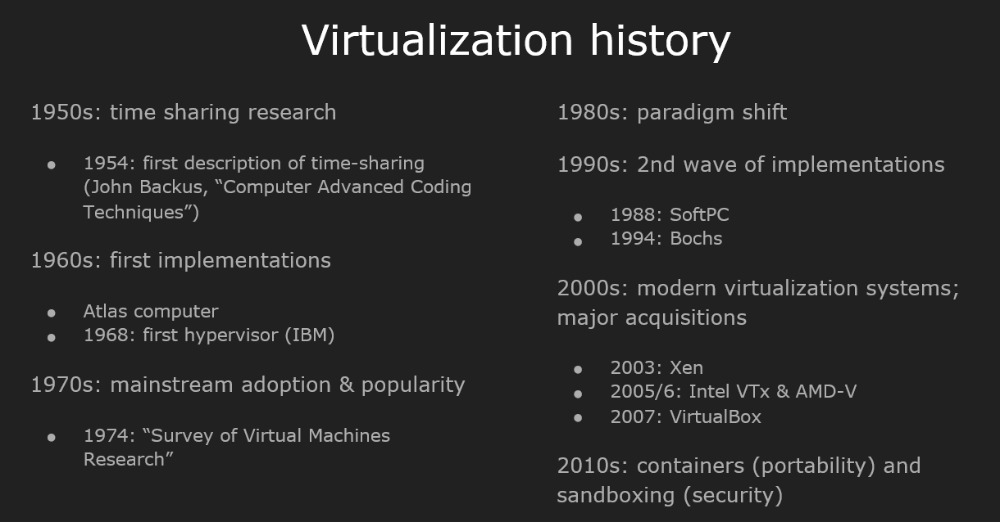 Virtualization history
1950s: time sharing research
● 1954: first description of time-sharing
(John Backus, “Computer Advanced Coding
Techniques”)
1960s: first implementations
● Atlas computer
● 1968: first hypervisor (IBM)
1970s: mainstream adoption & popularity
● 1974: “Survey of Virtual Machines
Research”
1980s: paradigm shift
1990s: 2nd wave of implementations
● 1988: SoftPC
● 1994: Bochs
2000s: modern virtualization systems;
major acquisitions
● 2003: Xen
● 2005/6: Intel VTx & AMD-V
● 2007: VirtualBox
2010s: containers (portability) and
sandboxing (security)